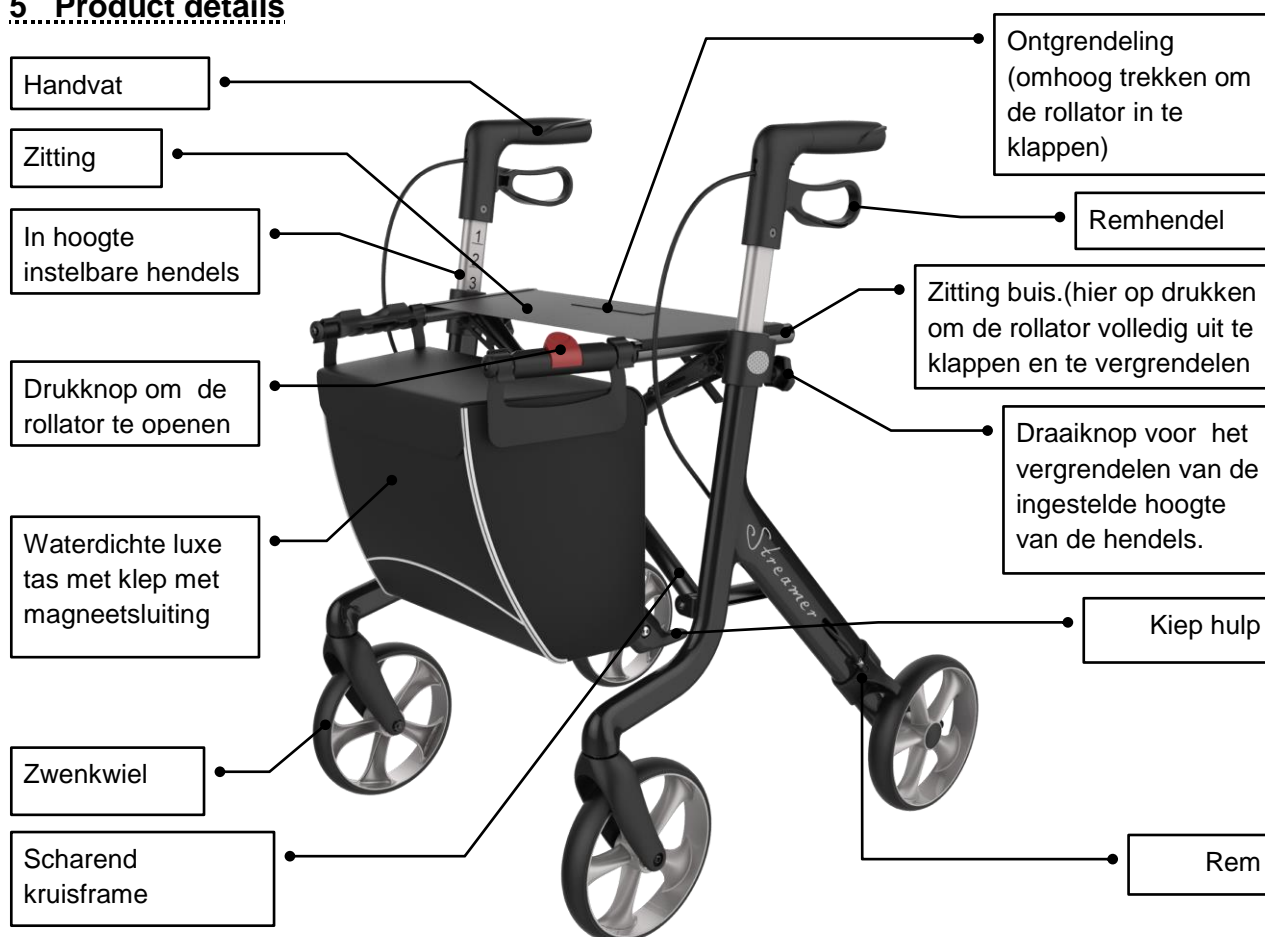 5 Product details
Handvat
Zitting
In hoogte
instelbare hendels
Drukknop om de
rollator te openen
Waterdichte luxe
tas met klep met
magneetsluiting
Zwenkwiel
Scharend
kruisframe
Ontgrendeling
(omhoog trekken om
de rollator in te
klappen)
Remhendel
Zitting buis.(hier op drukken
om de rollator volledig uit te
klappen en te vergrendelen
Draaiknop voor het
vergrendelen van de
ingestelde hoogte
van de hendels.
Kiep hulp
Rem
1
2
3
Streamer